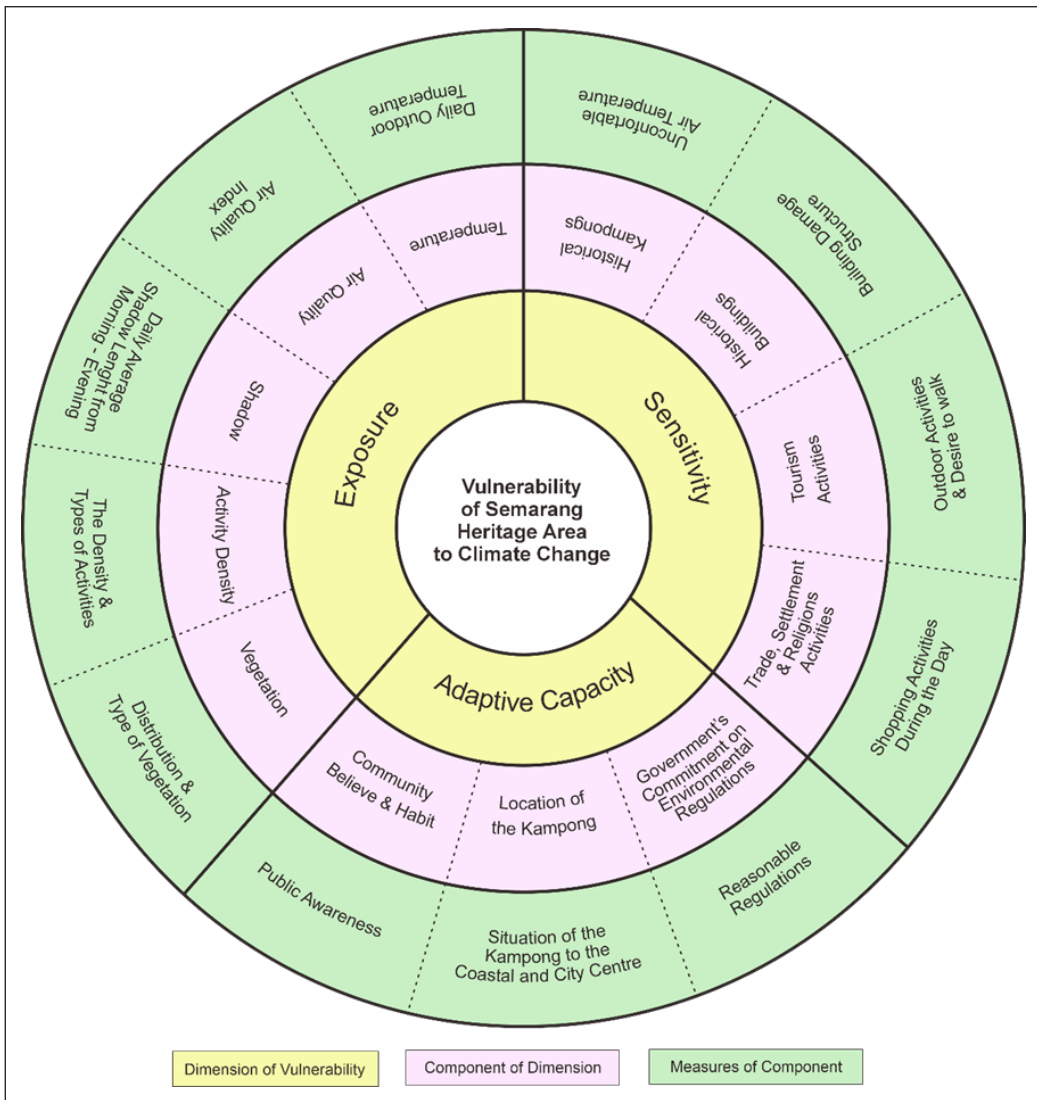 Daily Outdoor
Temperature
Unconfortable
Air Temperature
Air Quality
Index
Building Damage
Structure
Temperature
Historical
Kampongs
Air Quality
Historical
Buildings
Daily Average
Shadow Lenght from
Morning - Evening
Shadow
Exposure
Sensitivity
Tourism
Activities
Outdoor Activities
& Desire to walk
Vulnerability
of Semarang
Heritage Area
to Climate Change
The Density &
Types of Activities
Activity Density
Trade, Settlement
& Religions
Activities
Shopping Activities
During the Day
Vegetation
Distribution &
Type of Vegetation
Adaptive Capacity
Community
Believe & Habit
Location of
the Kampong
Government's
Commitment on
Environmental
Regulations
Public Awareness
Situation of the
Kampong to the
Coastal and City Centre
Reasonable
Regulations
Dimension of Vulnerability
Component of Dimension
Measures of Component